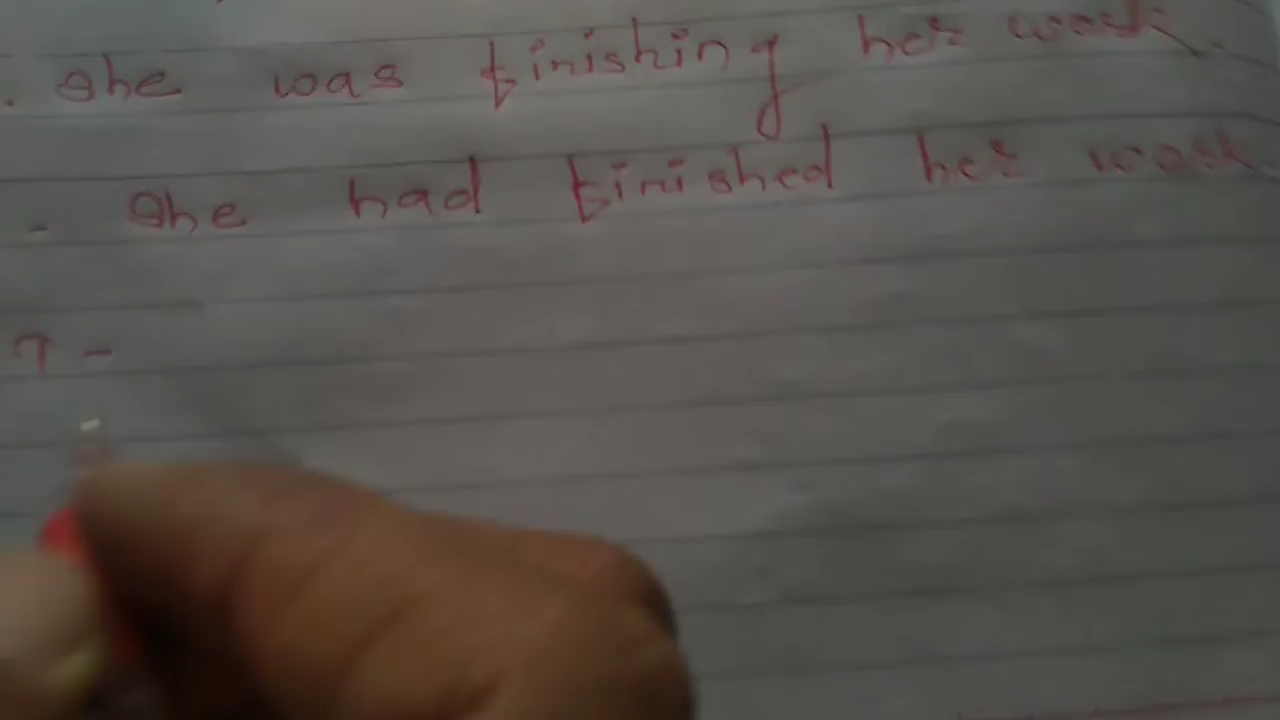 . She was finishing her work.
- She had finished her work
7 -